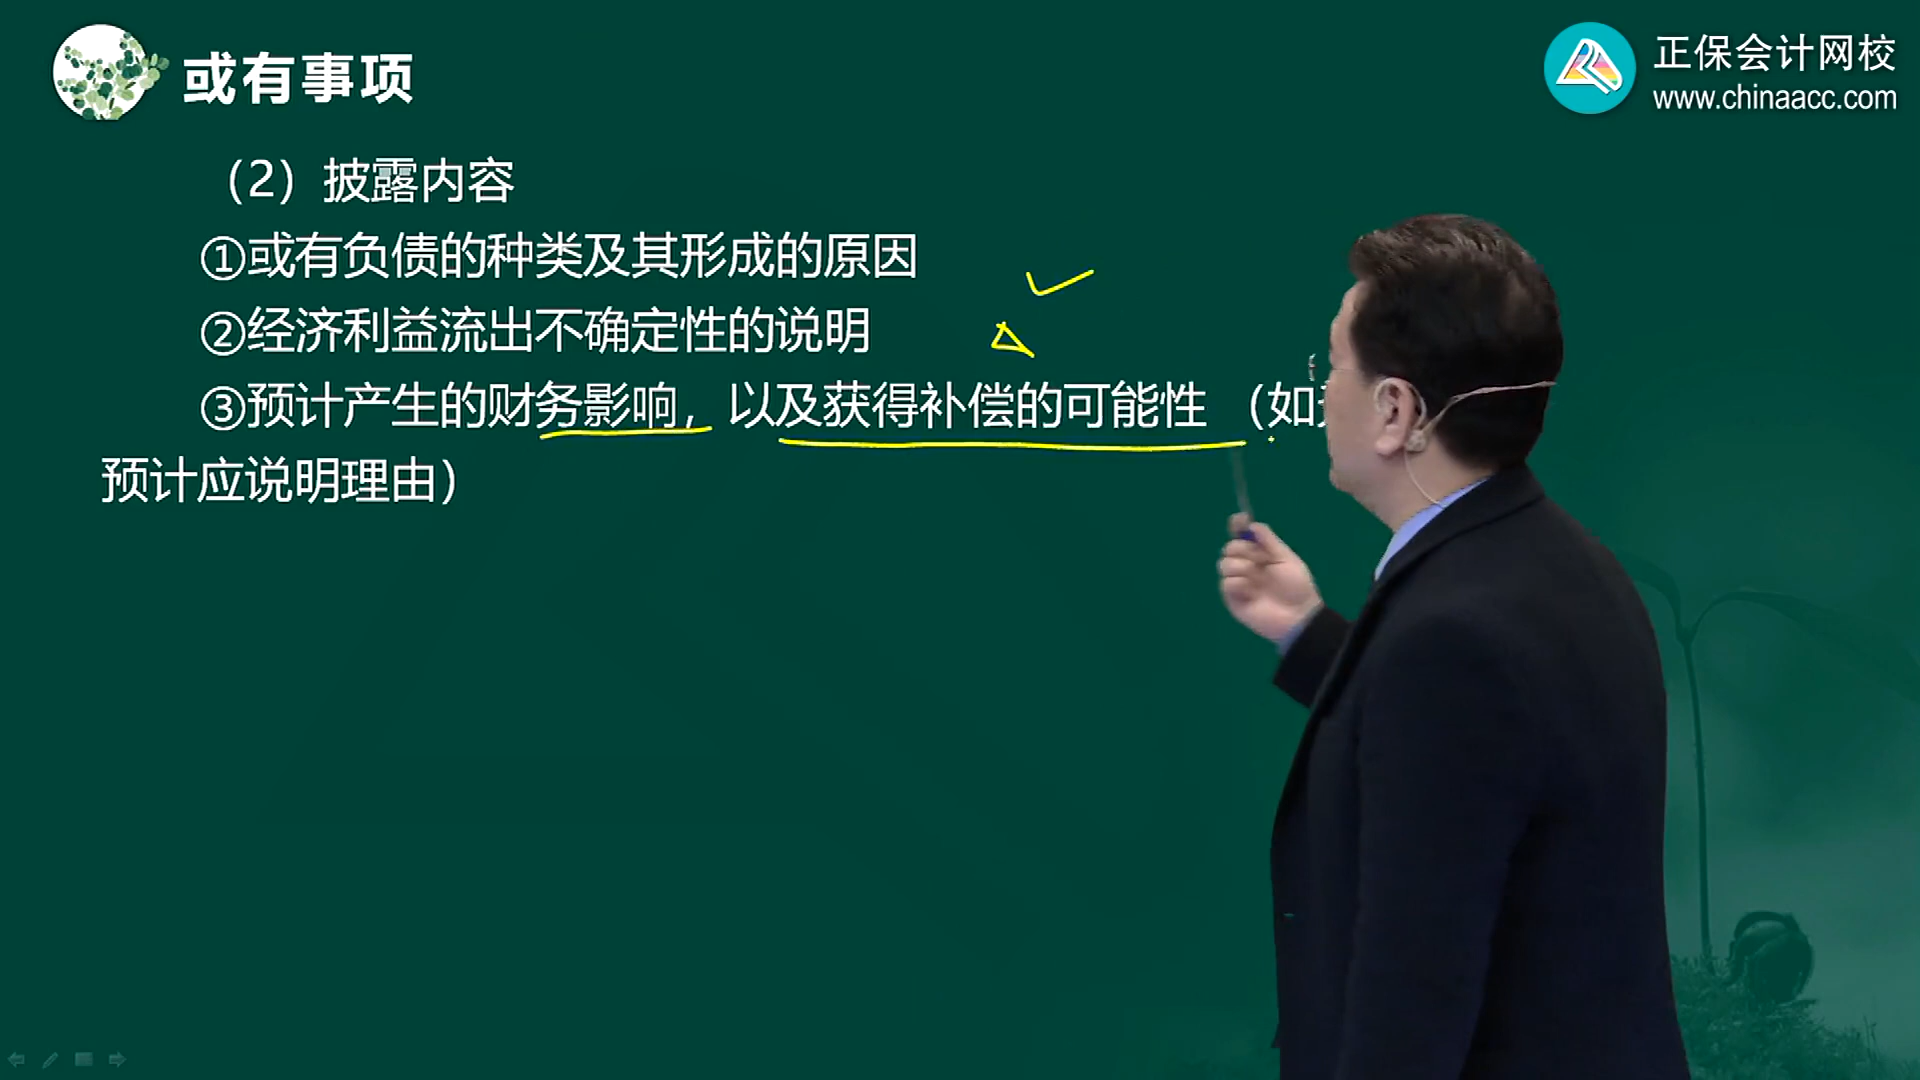 或有事项
正保会计网校
www.chinaacc.com
（2）披露内容
①或有负债的种类及其形成的原因
②经济利益流出不确定性的说明
③预计产生的财务影响，以及获得补偿的可能性（如
预计应说明理由）